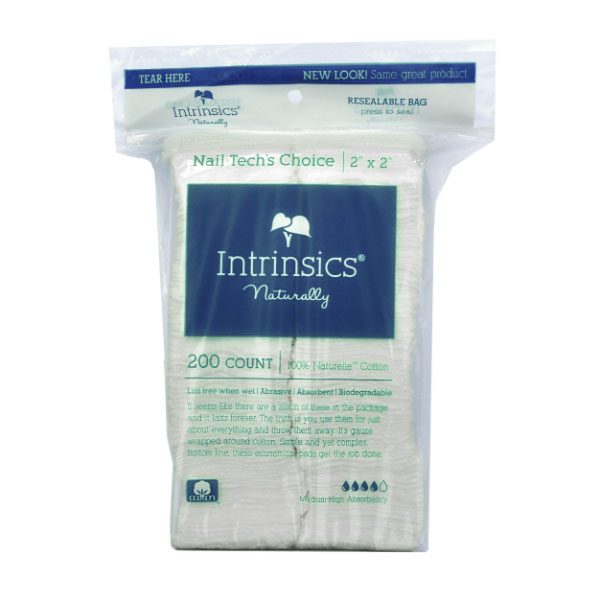 TEAR HERE
NEW LOOK! Same great product.
Intrinsics®
Naturally
RESEALABLE BAG
press to seal
Nail Tech's Choice | 2" x 2"
Intrinsics®
Naturally
200 COUNT | 100% Naturelle™ Cotton
Lint free when wet | Abrasive | Absorbent | Biodegradable
It seems like there are a zillion of these in the package
and it lasts forever. The truth is you use them for just
about everything and throw them away. It's gauze
wrapped around cotton. Simple and yet complex.
Bottom line, these economical pads get the job done.
COTTON
Medium-High Absorbency